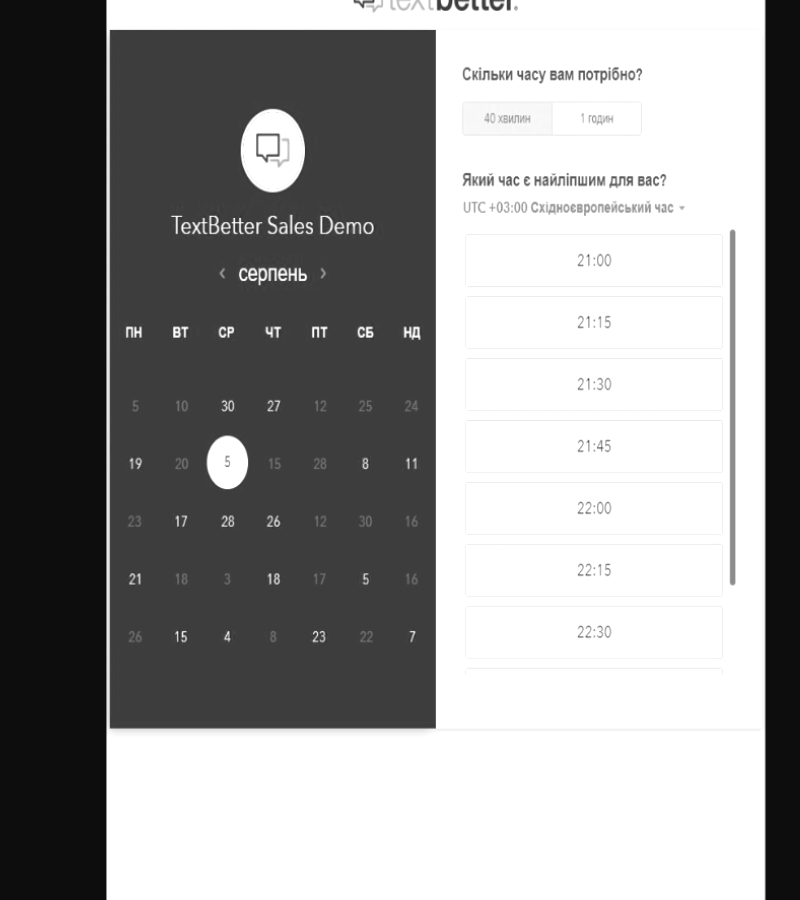 textbetter.
TextBetter Sales Demo
серпень
ПН ВТ СР ЧТ ПТ СБ НД
5 10 30 27 12 25 24
19 20 5 15 28 8 11
23 17 28 26 12 30 16
21 18 3 18 17 5 16
26 15 4 8 23 22 7
Скільки часу вам потрібно?
40 хвилин 1 годин
Який час є найліпшим для вас?
UTC +03:00 Східноєвропейський час
21:00
21:15
21:30
21:45
22:00
22:15
22:30